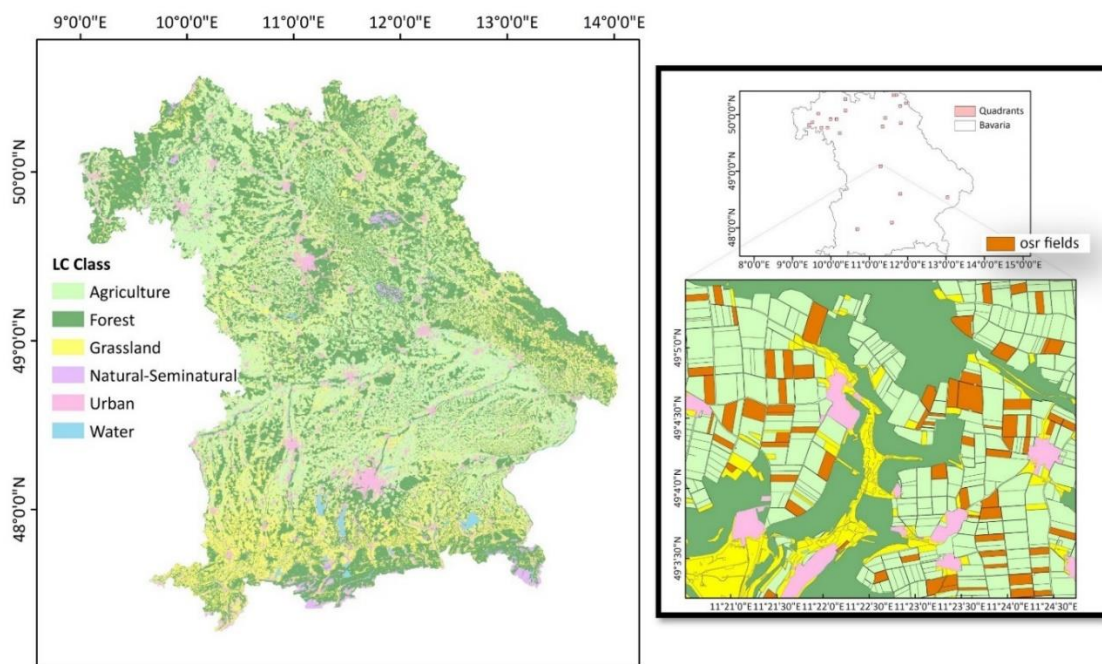 9°0'0"E 10°0'0"E 11°0'0"E 12°0'0"E 13°0'0"E 14°0'0"E
50°0'0"N
49°0'0"N
48°0'0"N
LC Class
Agriculture
Forest
Grassland
Natural-Seminatural
Urban
Water
Quadrants
Bavaria
50°0'0"N
49°0'0"N
48°0'0"N
8°0'0"E 9°0'0"E 10°0'0"E 11°0'0"E 12°0'0"E 13°0'0"E 14°0'0"E 15°0'0"E
osr fields
49°5'0"N
49°4'30"N
49°4'0"N
49°3'30"N
11°21'0"E 11°21'30"E 11°22'0"E 11°22'30"E 11°23'0"E 11°23'30"E 11°24'0"E 11°24'30"E